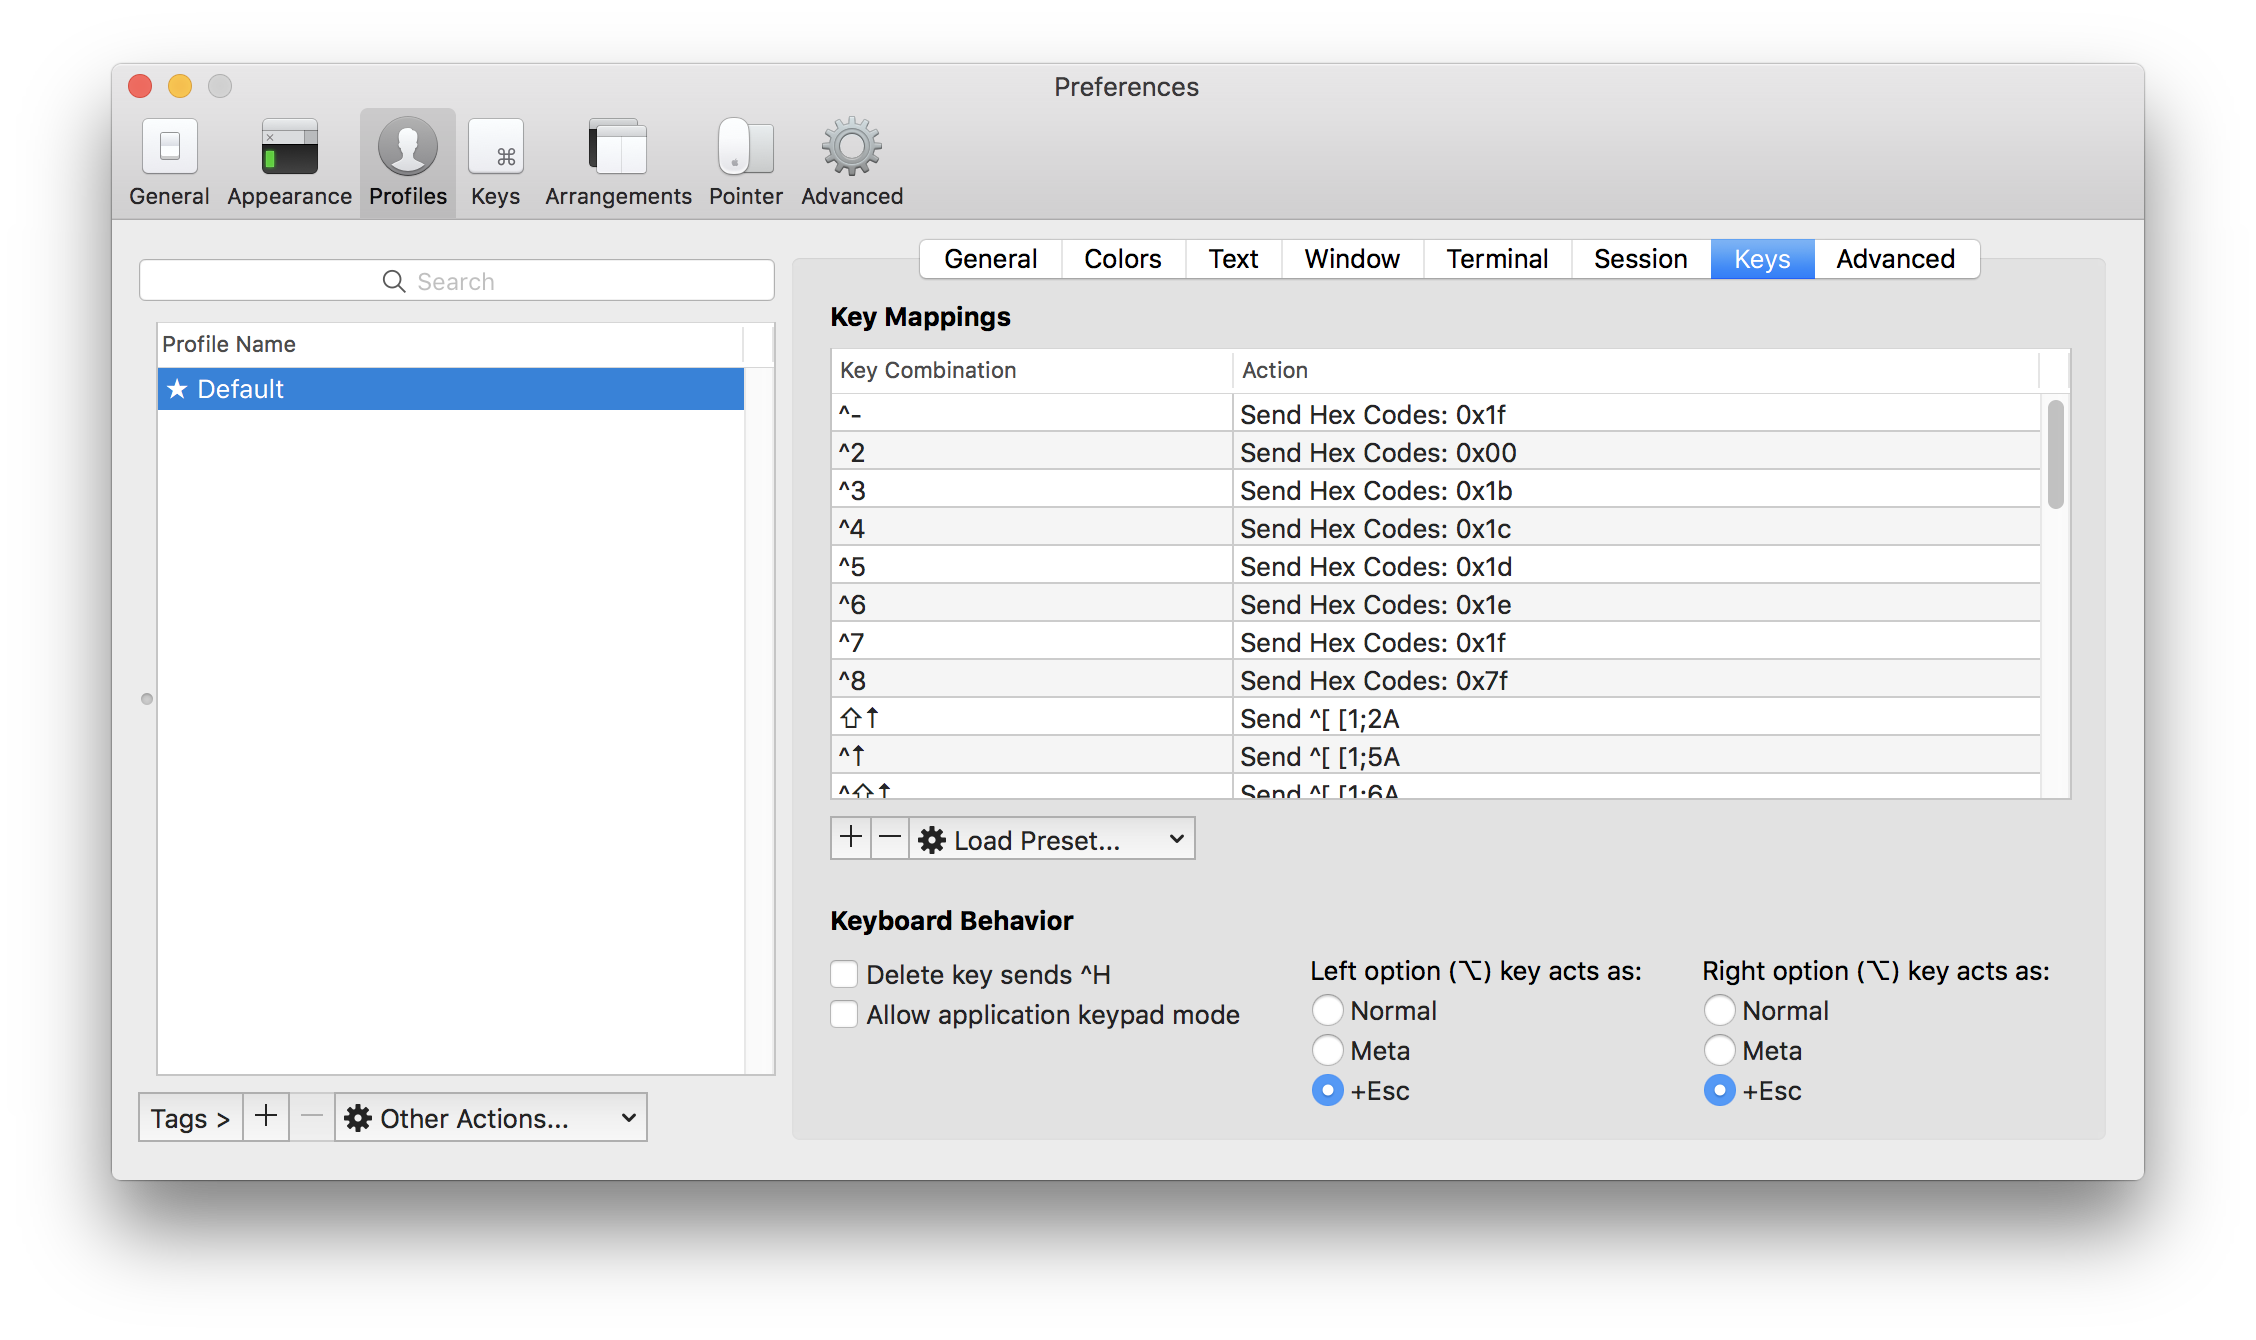 Preferences
General Appearance Profiles Keys Arrangements Pointer Advanced
Search
Profile Name
★ Default
Tags > + − Other Actions...
General Colors Text Window Terminal Session Keys Advanced
Key Mappings
Key Combination Action
^- Send Hex Codes: 0x1f
^2 Send Hex Codes: 0x00
^3 Send Hex Codes: 0x1b
^4 Send Hex Codes: 0x1c
^5 Send Hex Codes: 0x1d
^6 Send Hex Codes: 0x1e
^7 Send Hex Codes: 0x1f
^8 Send Hex Codes: 0x7f
⇧↑ Send ^[ [1;2A
^↑ Send ^[ [1;5A
^⇧↑ Send ^[ [1;6A
+ − Load Preset...
Keyboard Behavior
Delete key sends ^H
Allow application keypad mode
Left option (⌥) key acts as:
Normal
Meta
+Esc
Right option (⌥) key acts as:
Normal
Meta
+Esc